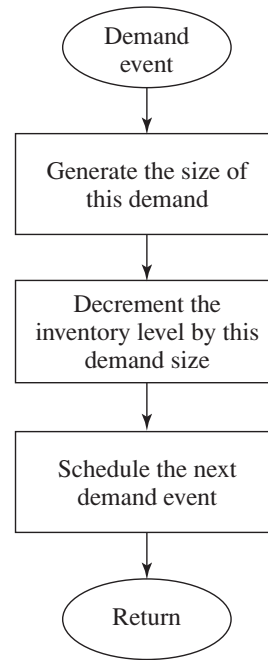 Demand
event
Generate the size of
this demand
Decrement the
inventory level by this
demand size
Schedule the next
demand event
Return